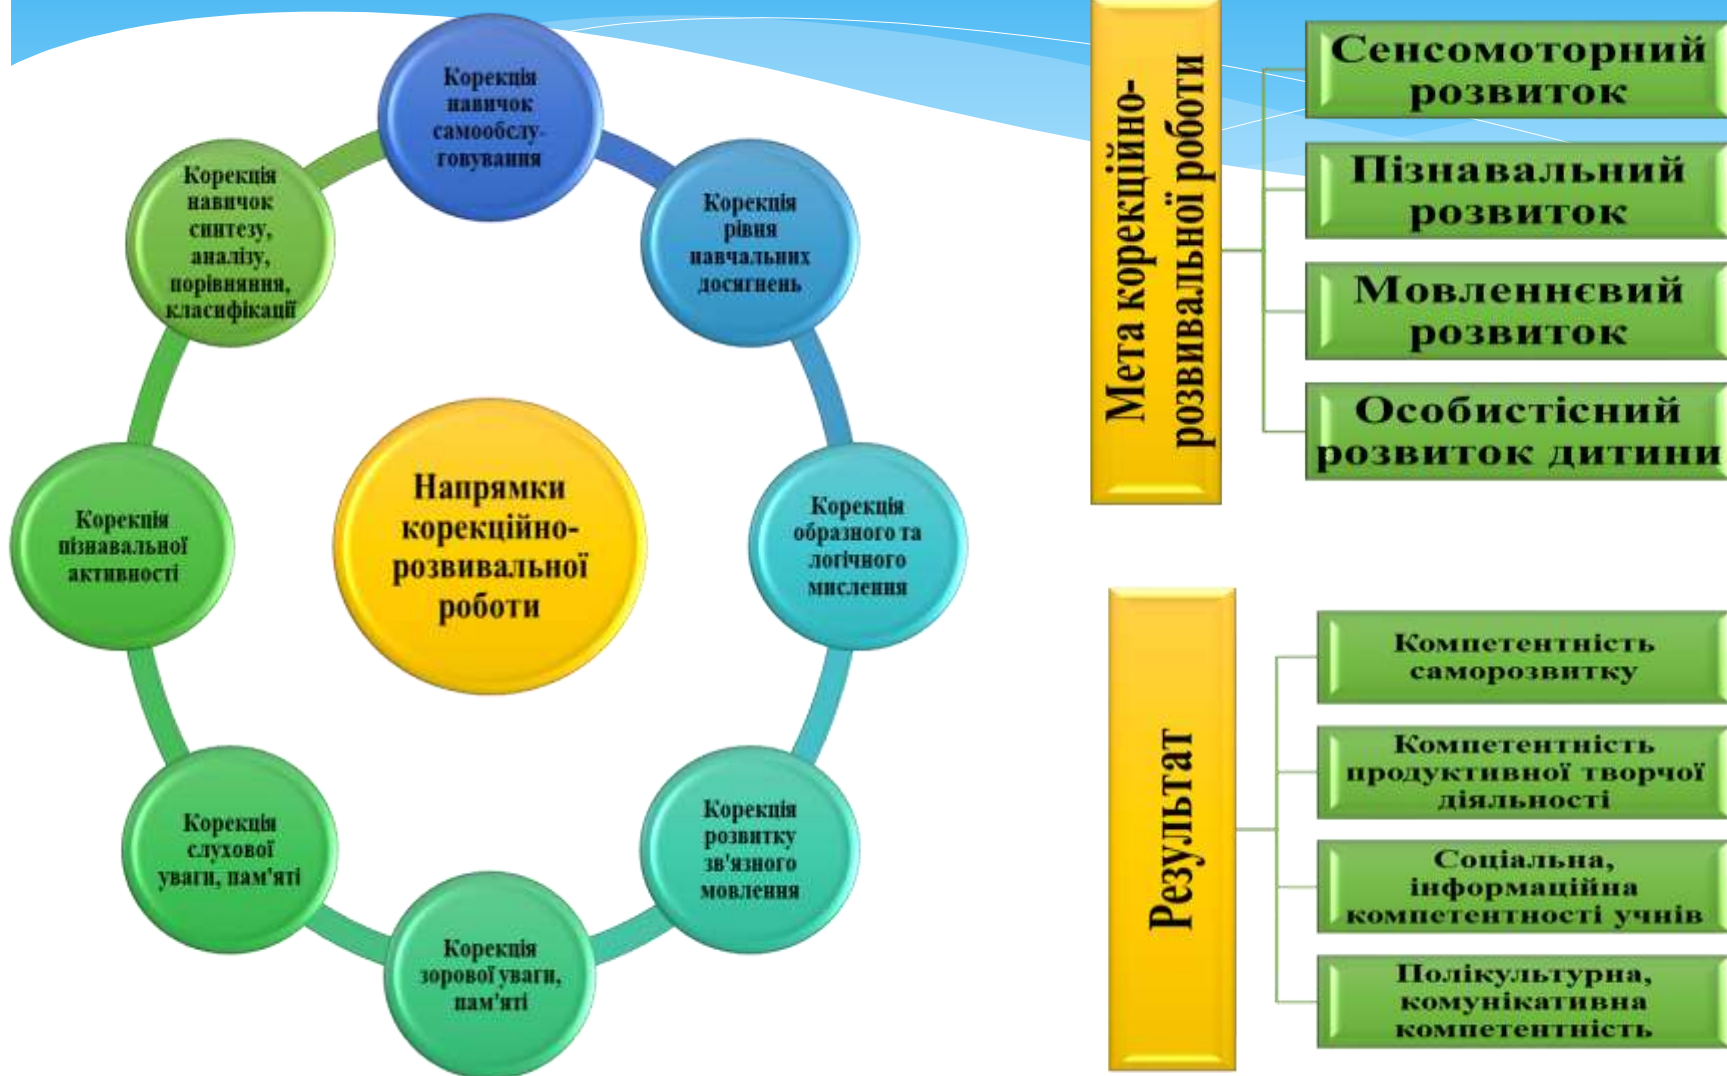 Корекція
навичок
самообслу-
говування
Корекція
рівня
навчальних
досягнень
Корекція
образного та
логічного
мислення
Корекція
розвитку
зв'язного
мовлення
Корекція
зорової уваги,
пам'яті
Корекція
слухової
уваги, пам'яті
Корекція
пізнавальної
активності
Корекція
навичок
синтезу,
аналізу,
порівняння,
класифікації
Напрямки
корекційно-
розвивальної
роботи
Мета корекційно-
розвивальної роботи
Сенсомоторний
розвиток
Пізнавальний
розвиток
Мовленнєвий
розвиток
Особистісний
розвиток дитини
Результат
Компетентність
саморозвитку
Компетентність
продуктивної творчої
діяльності
Соціальна,
інформаційна
компетентності учнів
Полікультурна,
комунікативна
компетентність